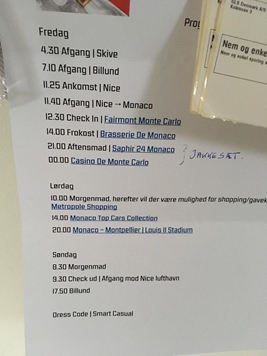 GLS Denmark A/S
Kokbjerg
Prog
Nem og enke
Fredag
4.30 Afgang | Skive
7.10 Afgang | Billund
11.25 Ankomst | Nice
11.40 Afgang | Nice -- Monaco
12.30 Check In | Fairmont Monte Carlo
14.00 Frokost | Brasserie De Monaco
21.00 Aftensmad | Saphir 24 Monaco
00.00 Casino De Monte Carlo
JAKKESÆT.
Lørdag
10.00 Morgenmad, herefter vil der være mulighed for shopping/gavek
Metropole Shopping
14.00 Monaco Top Cars Collection
20.00 Monaco – Montpellier | Louis II Stadium
Søndag
8.30 Morgenmad
9.30 Check ud | Afgang mod Nice lufthavn
17.50 Billund
Dress Code | Smart Casual